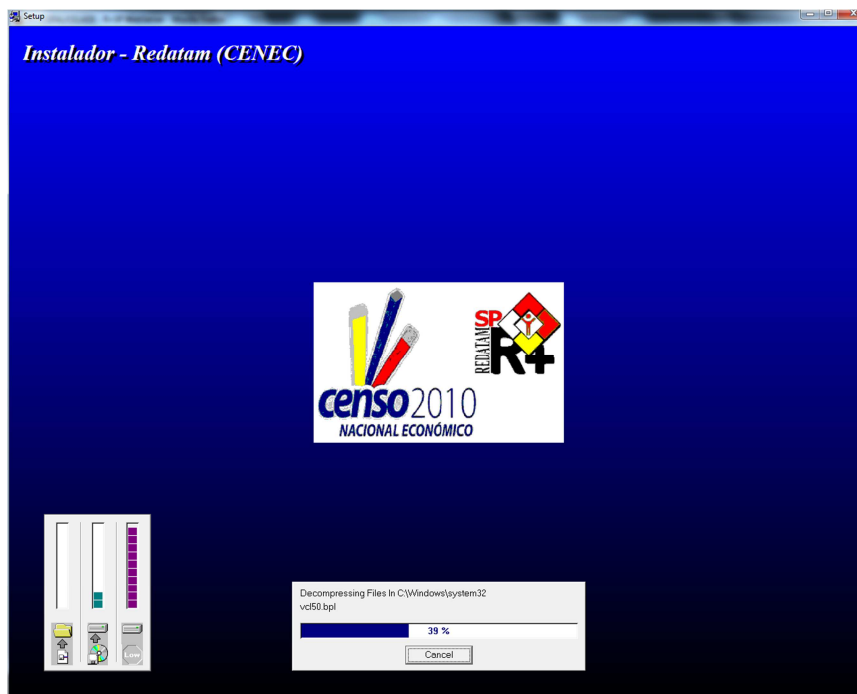 Setup
Instalador - Redatam (CENEC)
REDATAM
SP
R+
censo2010
NACIONAL ECONÓMICO
Decompressing Files In C:\Windows\system32
vcl50.bpl
39 %
Cancel
Low